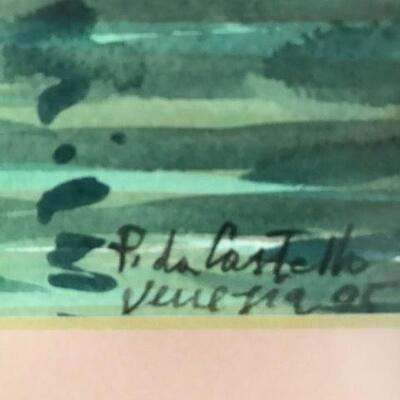 P. da Castello
Venezia 05